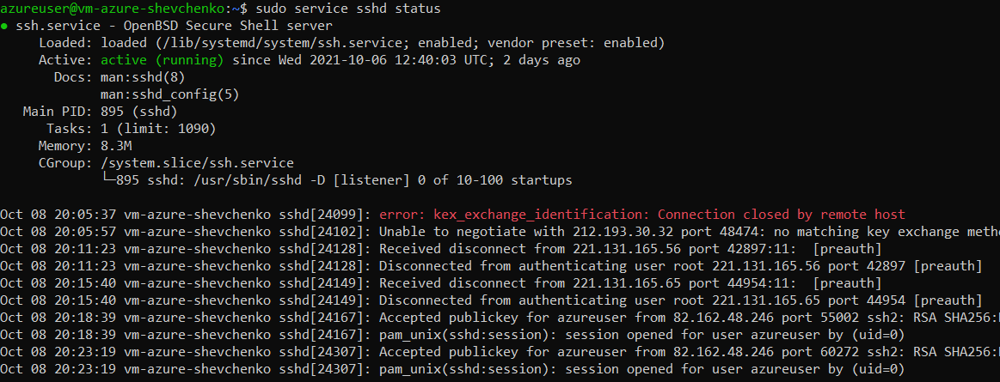 azureuser@vm-azure-shevchenko:~$ sudo service sshd status
● ssh.service - OpenBSD Secure Shell server
Loaded: loaded (/lib/systemd/system/ssh.service; enabled; vendor preset: enabled)
Active: active (running) since Wed 2021-10-06 12:40:03 UTC; 2 days ago
Docs: man:sshd(8)
man:sshd_config(5)
Main PID: 895 (sshd)
Tasks: 1 (limit: 1090)
Memory: 8.3M
CGroup: /system.slice/ssh.service
└─895 sshd: /usr/sbin/sshd -D [listener] 0 of 10-100 startups
Oct 08 20:05:37 vm-azure-shevchenko sshd[24099]: error: kex_exchange_identification: Connection closed by remote host
Oct 08 20:05:57 vm-azure-shevchenko sshd[24102]: Unable to negotiate with 212.193.30.32 port 48474: no matching key exchange meth
Oct 08 20:11:23 vm-azure-shevchenko sshd[24128]: Received disconnect from 221.131.165.56 port 42897:11:  [preauth]
Oct 08 20:11:23 vm-azure-shevchenko sshd[24128]: Disconnected from authenticating user root 221.131.165.56 port 42897 [preauth]
Oct 08 20:15:40 vm-azure-shevchenko sshd[24149]: Received disconnect from 221.131.165.65 port 44954:11:  [preauth]
Oct 08 20:15:40 vm-azure-shevchenko sshd[24149]: Disconnected from authenticating user root 221.131.165.65 port 44954 [preauth]
Oct 08 20:18:39 vm-azure-shevchenko sshd[24167]: Accepted publickey for azureuser from 82.162.48.246 port 55002 ssh2: RSA SHA256:
Oct 08 20:18:39 vm-azure-shevchenko sshd[24167]: pam_unix(sshd:session): session opened for user azureuser by (uid=0)
Oct 08 20:23:19 vm-azure-shevchenko sshd[24307]: Accepted publickey for azureuser from 82.162.48.246 port 60272 ssh2: RSA SHA256:
Oct 08 20:23:19 vm-azure-shevchenko sshd[24307]: pam_unix(sshd:session): session opened for user azureuser by (uid=0)